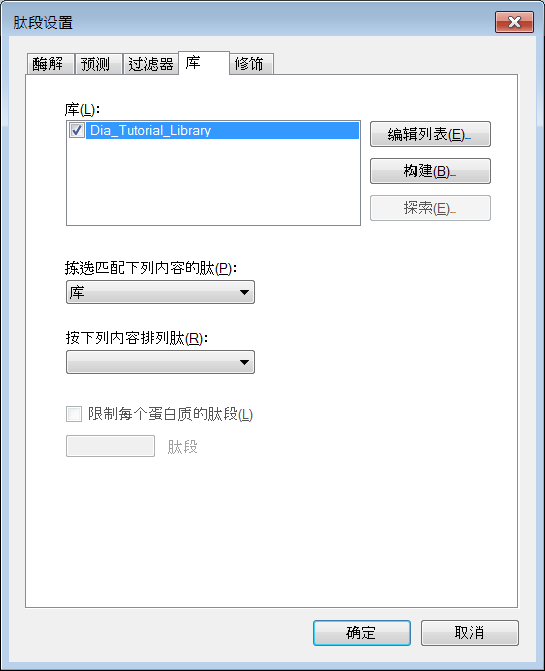 肽段设置
酶解 预测 过滤器 库 修饰
库(L):
Dia_Tutorial_Library
编辑列表(E)...
构建(B)...
探索(E)...
拣选匹配下列内容的肽(P):
库
按下列内容排列肽(R):
限制每个蛋白质的肽段(L)
肽段
确定 取消